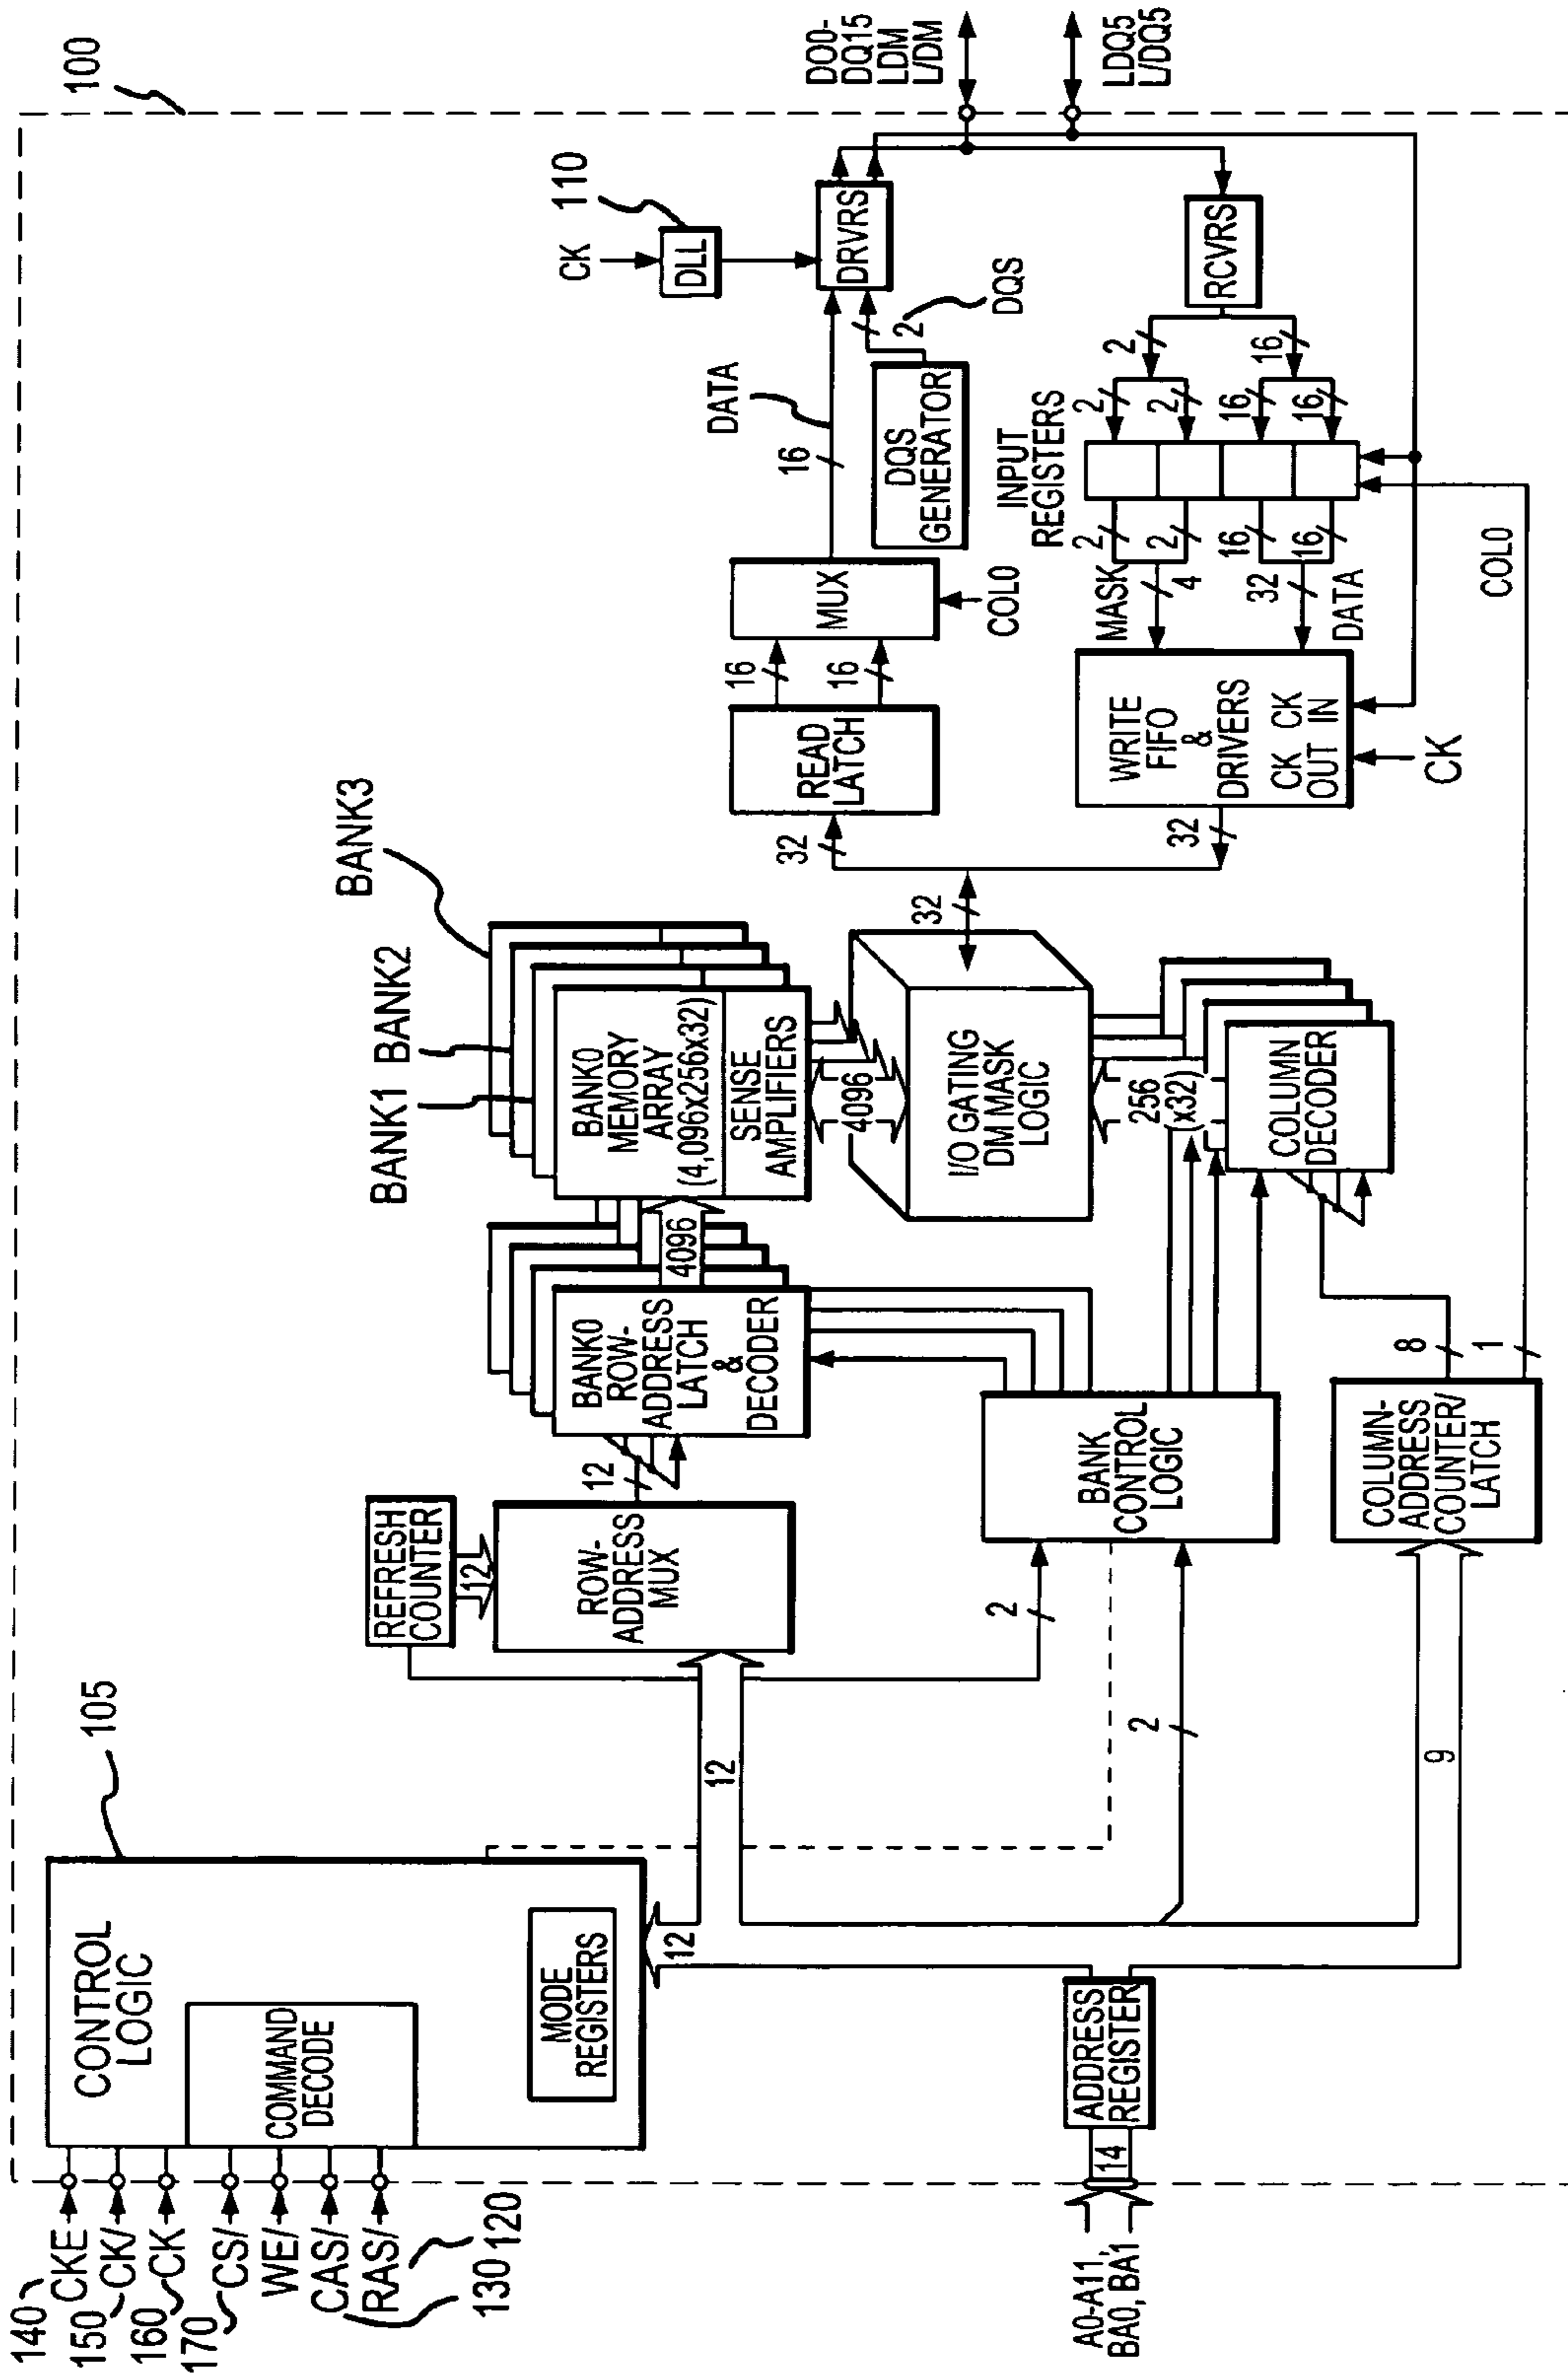 100
140
CKE
150
CK/
160
CK
170
CS/
WE/
CAS/
RAS/
130
120
CONTROL
LOGIC
COMMAND
DECODE
MODE
REGISTERS
105
12
12
A0-A11,
BA0, BA1
14
ADDRESS
REGISTER
REFRESH
COUNTER
12
ROW-
ADDRESS
MUX
12
2
2
9
BANK
CONTROL
LOGIC
COLUMN-
ADDRESS
COUNTER/
LATCH
8
1
BANK0
ROW-
ADDRESS
LATCH
&
DECODER
4096
BANK1
BANK2
BANK3
BANK0
MEMORY
ARRAY
(4,096x256x32)
SENSE
AMPLIFIERS
4096
I/O GATING
DM MASK
LOGIC
256
(x32)
COLUMN
DECODER
32
32
32
READ
LATCH
16
16
MUX
COL0
16
DATA
DQS
GENERATOR
2
DQS
CK
DLL
110
DRVRS
DO0-
DQ15
LDM
L/DM
LDQ5
L/DQ5
RCVRS
2
16
2
2
16
16
INPUT
REGISTERS
2
2
16
16
MASK
4
32
DATA
WRITE
FIFO
&
DRIVERS
CK CK
OUT IN
CK
COL0